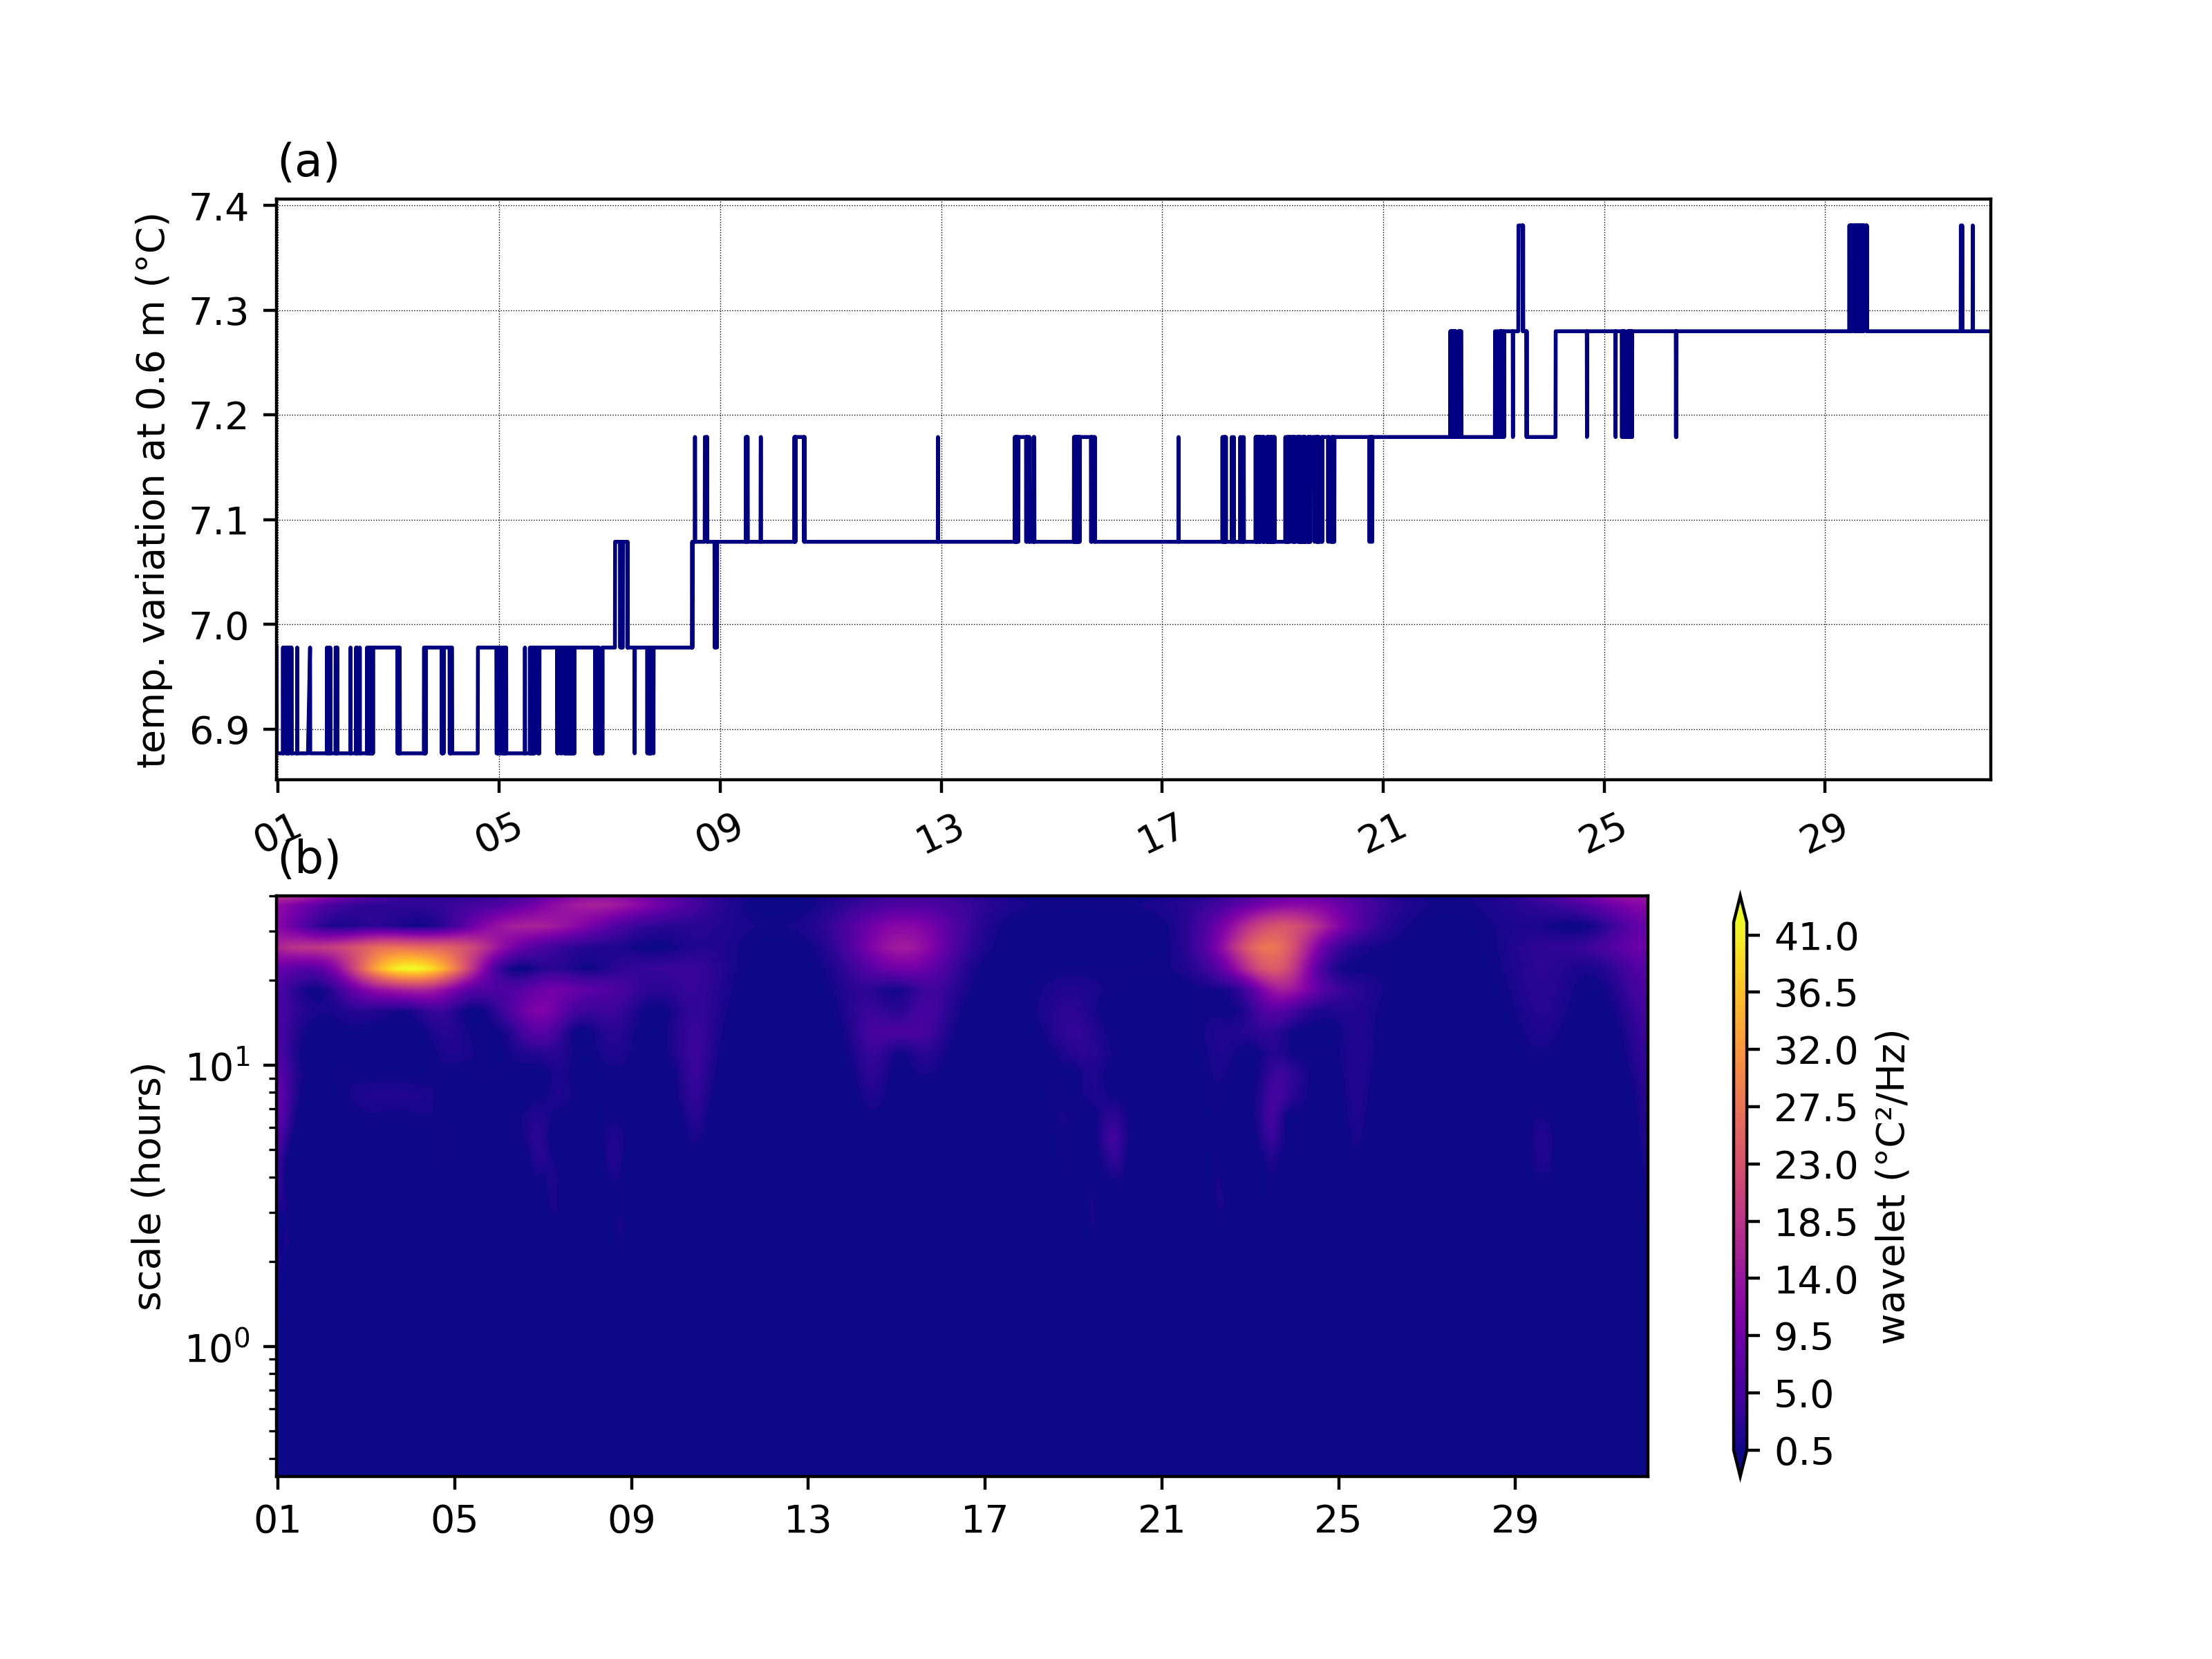 (a)
temp. variation at 0.6 m (°C)
7.4
7.3
7.2
7.1
7.0
6.9
01 05 09 13 17 21 25 29
(b)
scale (hours)
10¹
10⁰
01 05 09 13 17 21 25 29
41.0
36.5
32.0
27.5
23.0
18.5
14.0
9.5
5.0
0.5
wavelet (°C²/Hz)